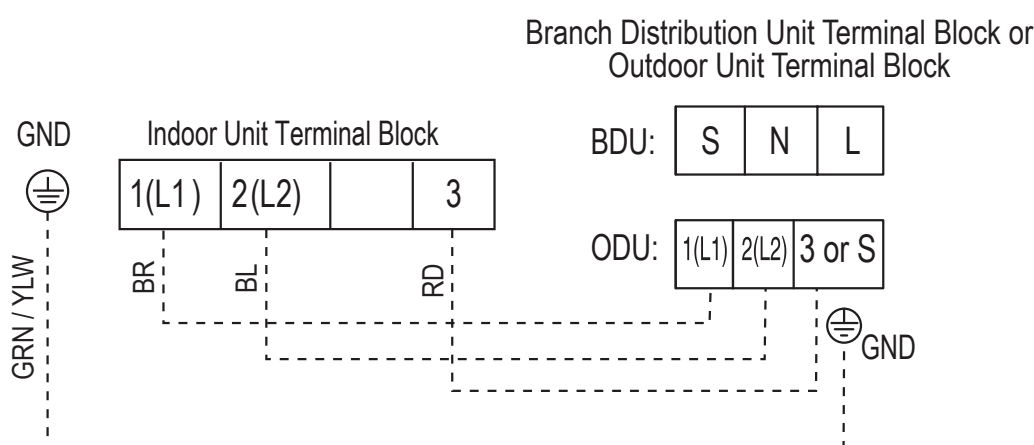 Branch Distribution Unit Terminal Block or
Outdoor Unit Terminal Block
GND
Indoor Unit Terminal Block
BDU:
S
N
L
1(L1)
2(L2)
3
ODU:
1(L1)
2(L2)
3 or S
GRN / YLW
BR
BL
RD
GND